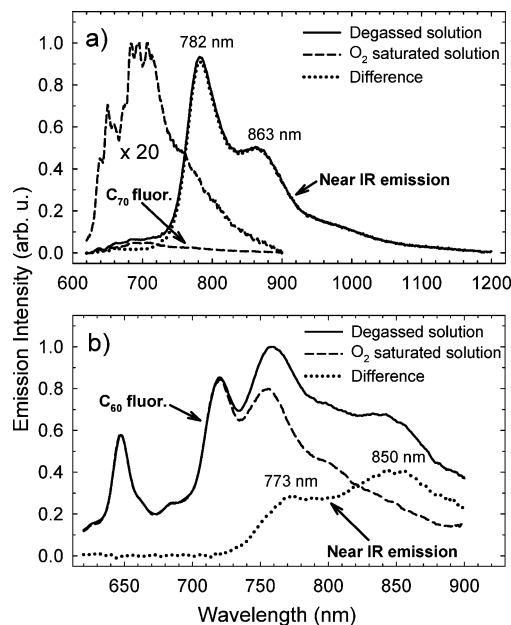 a)
782 nm
Degassed solution
O₂ saturated solution
Difference
863 nm
x 20
C₇₀ fluor.
Near IR emission
1.0
0.8
0.6
0.4
0.2
0.0
600 700 800 900 1000 1100 1200
Emission Intensity (arb. u.)
b)
Degassed solution
O₂ saturated solution
Difference
C₆₀ fluor.
773 nm
850 nm
Near IR emission
1.0
0.8
0.6
0.4
0.2
0.0
650 700 750 800 850 900
Wavelength (nm)